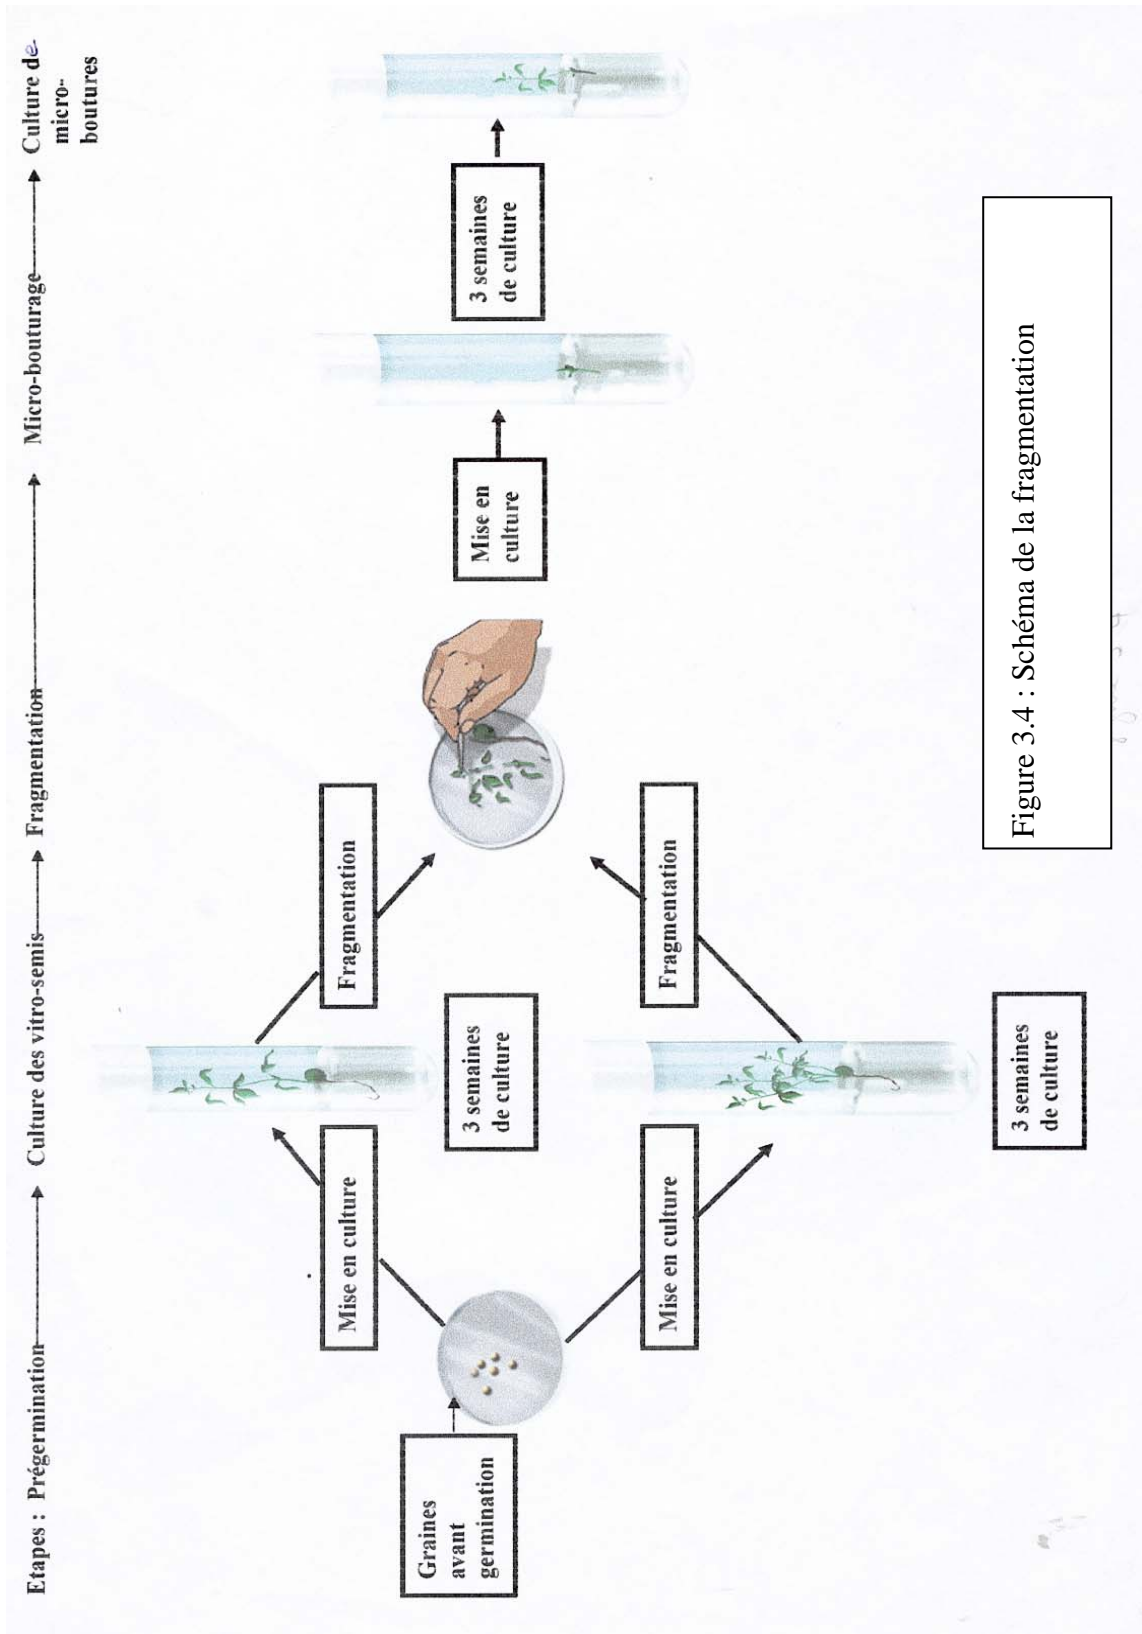 Etapes : Prégermination → Culture des vitro-semis → Fragmentation → Micro-bouturage → Culture de
micro-
boutures
Graines
avant
germination
Mise en culture
3 semaines
de culture
Fragmentation
Mise en culture
3 semaines
de culture
Fragmentation
Mise en
culture
3 semaines
de culture
Figure 3.4 : Schéma de la fragmentation